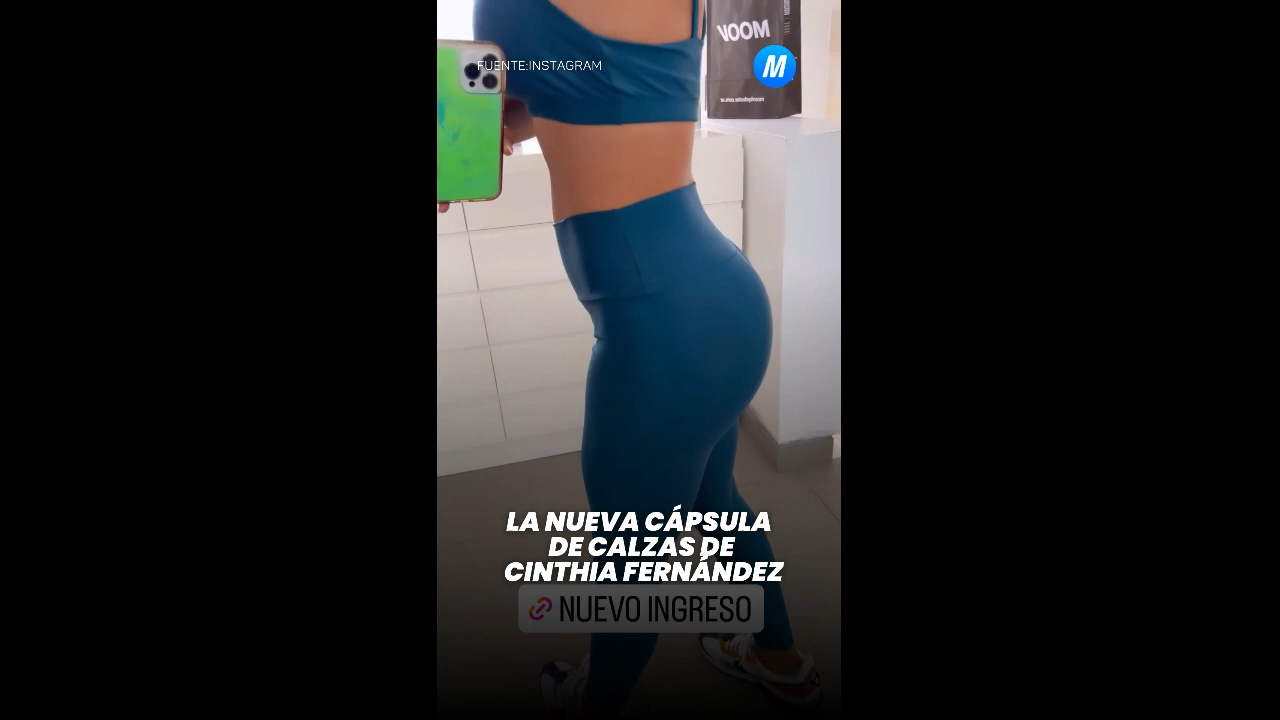 VOOM
FUENTE:INSTAGRAM
M
LA NUEVA CÁPSULA
DE CALZAS DE
CINTHIA FERNÁNDEZ
NUEVO INGRESO